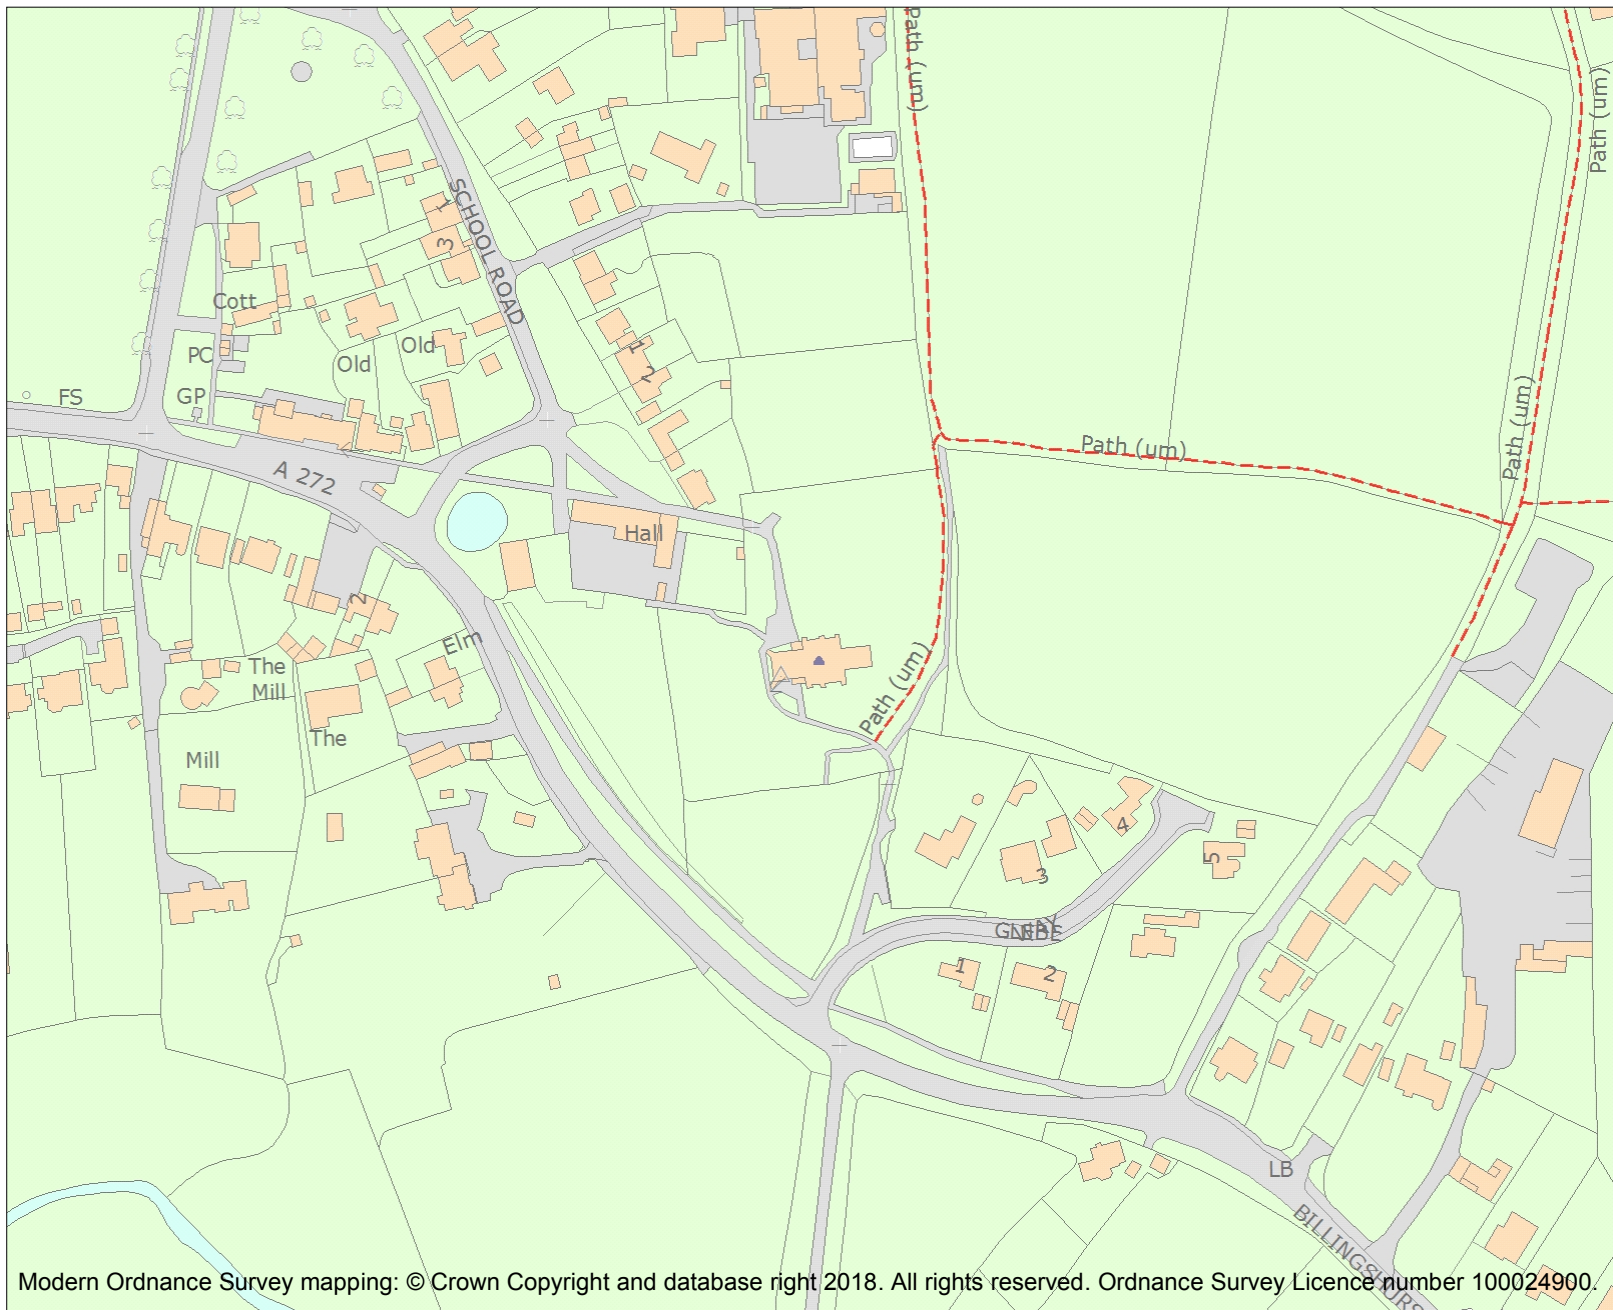 Path (um)
Path (um)
SCHOOL ROAD
1
3
Cott
PC
Old
Old
1
2
GP
FS
A 272
Path (um)
Path (um)
Hall
2
Elm
The
Mill
Path (um)
The
Mill
4
3
5
GLEBE
WAY
1
2
LB
BILLINGSHURS
Modern Ordnance Survey mapping: © Crown Copyright and database right 2018. All rights reserved. Ordnance Survey Licence number 100024900.